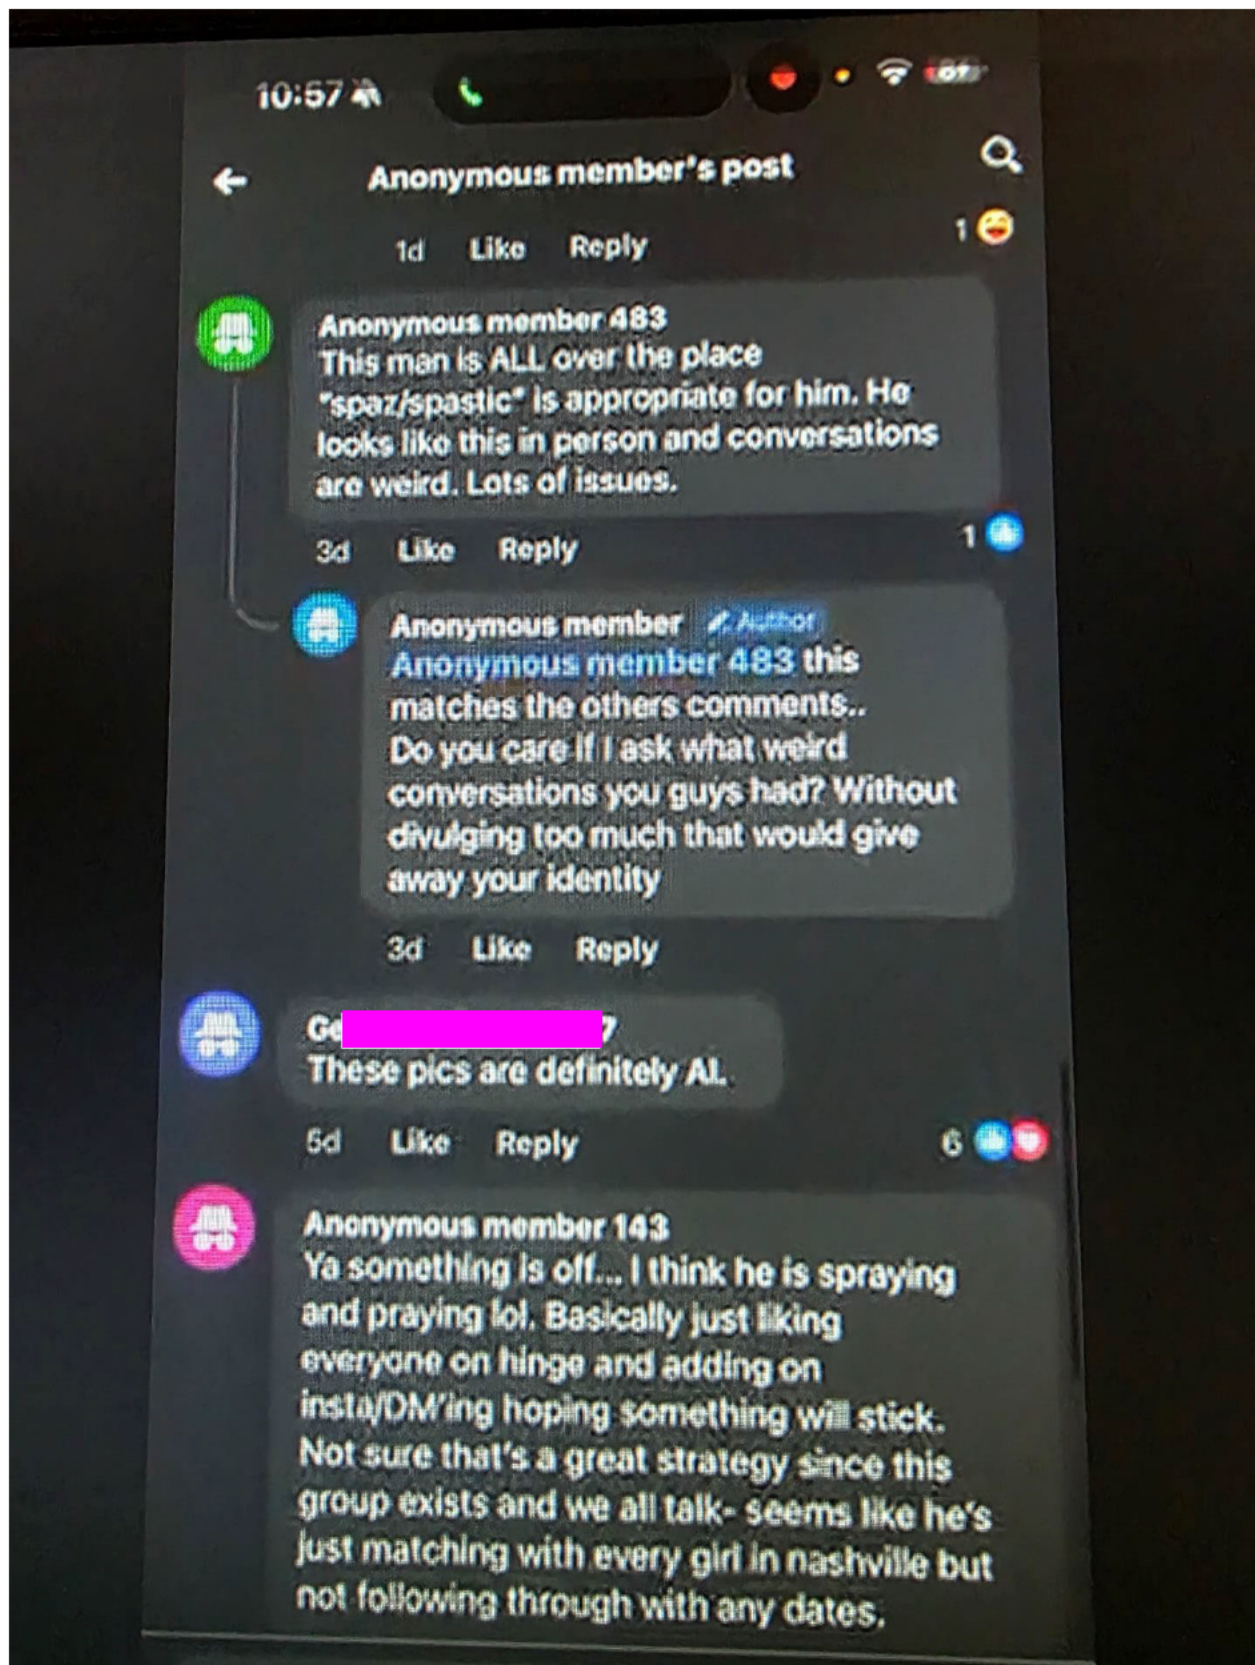 10:57
Anonymous member's post
1d Like Reply 1
Anonymous member 483
This man is ALL over the place
"spaz/spastic" is appropriate for him. He
looks like this in person and conversations
are weird. Lots of issues.
3d Like Reply 1
Anonymous member Author
Anonymous member 483 this
matches the others comments..
Do you care if I ask what weird
conversations you guys had? Without
divulging too much that would give
away your identity
3d Like Reply
These pics are definitely AI.
5d Like Reply 6
Anonymous member 143
Ya something is off... I think he is spraying
and praying lol. Basically just liking
everyone on hinge and adding on
insta/DM'ing hoping something will stick.
Not sure that's a great strategy since this
group exists and we all talk- seems like he's
just matching with every girl in nashville but
not following through with any dates.